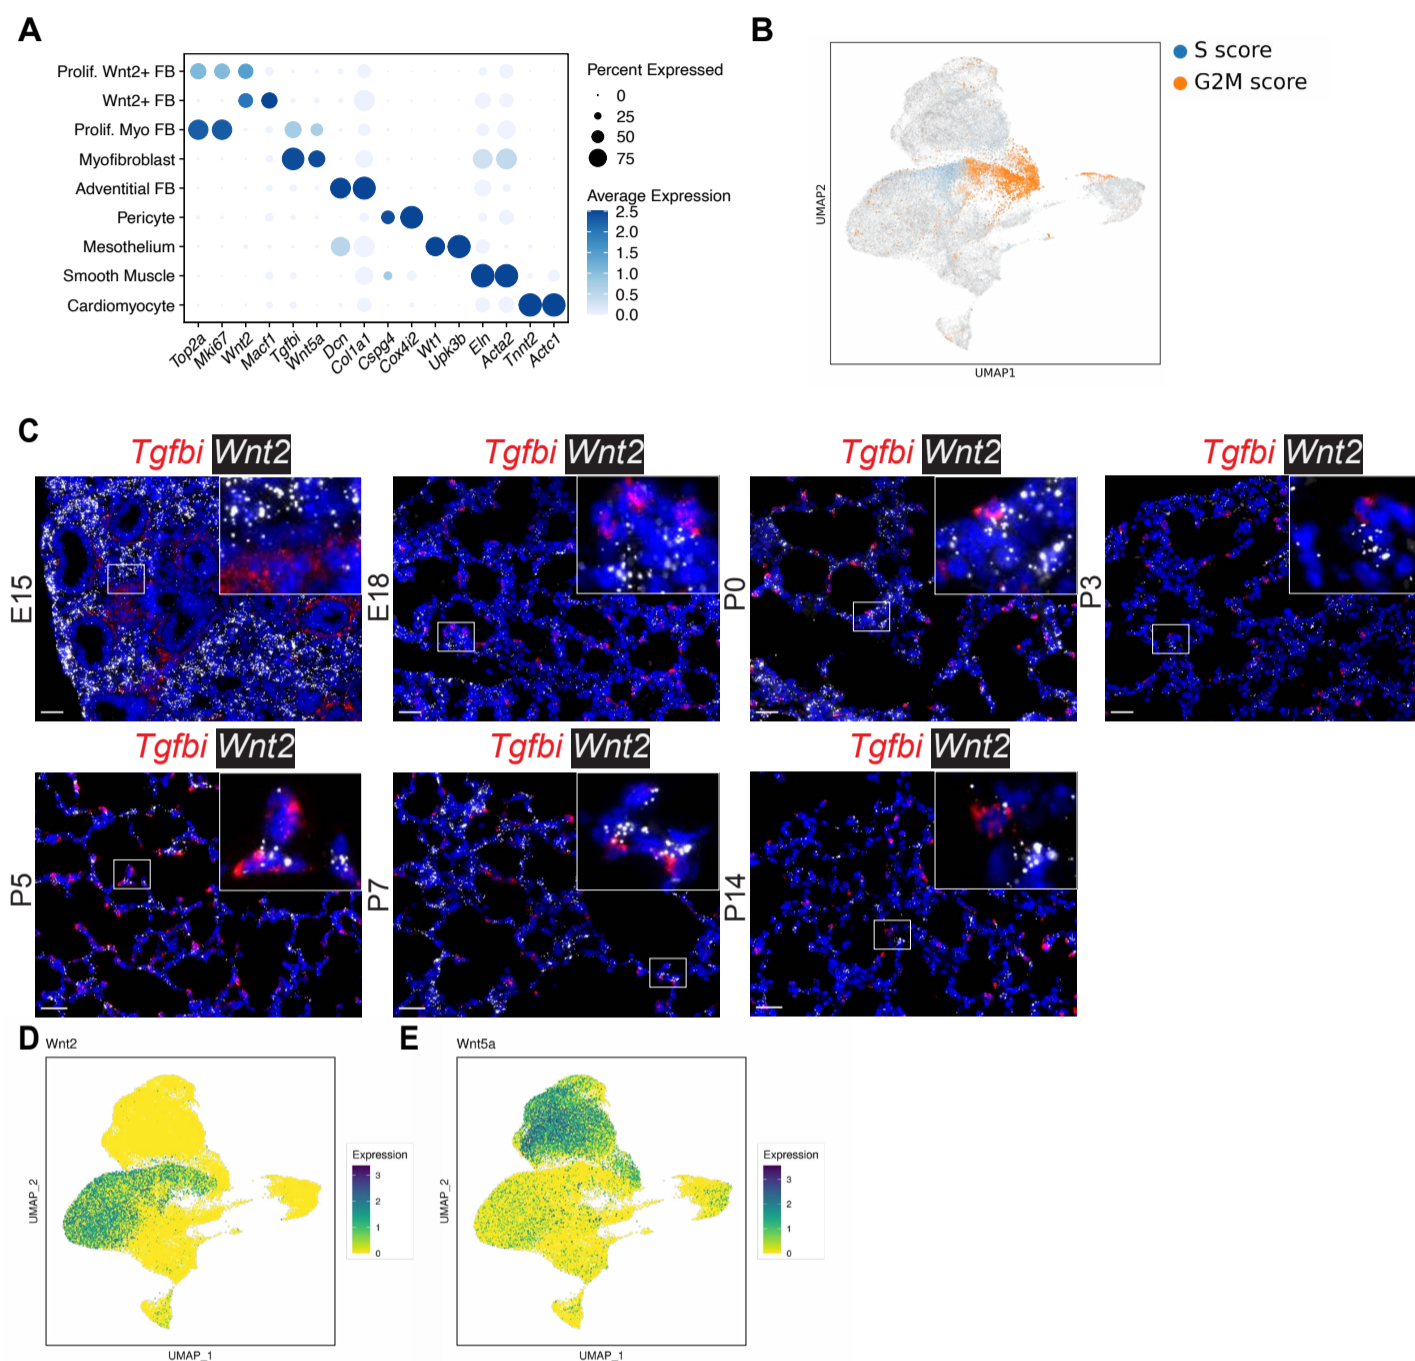 A
Prolif. Wnt2+ FB
Wnt2+ FB
Prolif. Myo FB
Myofibroblast
Adventitial FB
Pericyte
Mesothelium
Smooth Muscle
Cardiomyocyte
Top2a
Mki67
Wnt2
Macf1
Tgfbi
Wnt5a
Dcn
Col1a1
Cspg4
Cox4i2
Wt1
Upk3b
Eln
Acta2
Tnnt2
Actc1
Percent Expressed
0
25
50
75
Average Expression
2.5
2.0
1.5
1.0
0.5
0.0
B
S score
G2M score
UMAP2
UMAP1
C
Tgfbi Wnt2
E15
Tgfbi Wnt2
E18
Tgfbi Wnt2
P0
Tgfbi Wnt2
P3
Tgfbi Wnt2
P5
Tgfbi Wnt2
P7
Tgfbi Wnt2
P14
D
Wnt2
UMAP_2
UMAP_1
Expression
3
2
1
0
E
Wnt5a
UMAP_2
UMAP_1
Expression
3
2
1
0